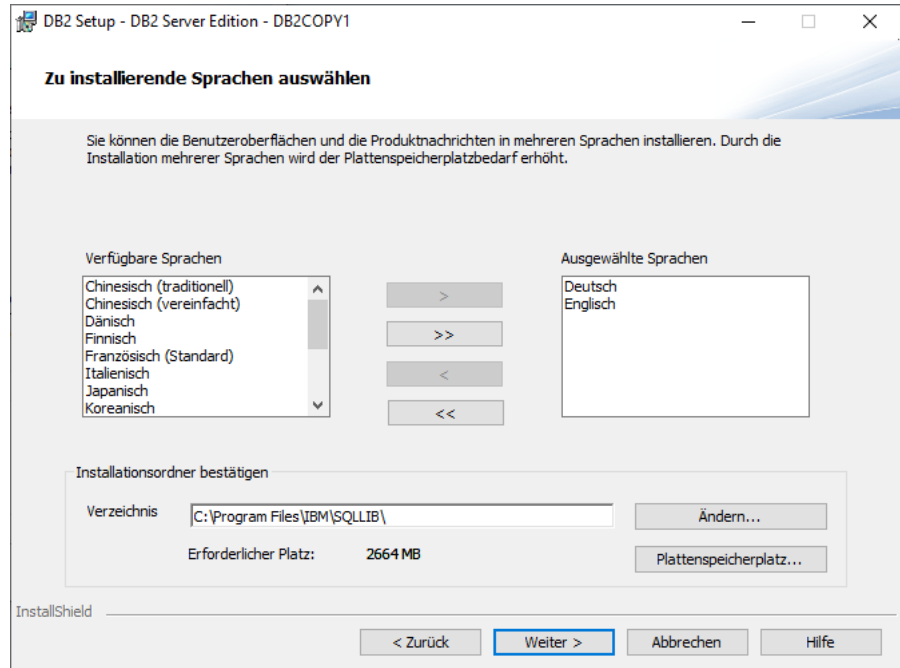 DB2 Setup - DB2 Server Edition - DB2COPY1
Zu installierende Sprachen auswählen
Sie können die Benutzeroberflächen und die Produktnachrichten in mehreren Sprachen installieren. Durch die
Installation mehrerer Sprachen wird der Plattenspeicherplatzbedarf erhöht.
Verfügbare Sprachen
Chinesisch (traditionell)
Chinesisch (vereinfacht)
Dänisch
Finnisch
Französisch (Standard)
Italienisch
Japanisch
Koreanisch
>
>>
<
<<
Ausgewählte Sprachen
Deutsch
Englisch
Installationsordner bestätigen
Verzeichnis
C:\Program Files\IBM\SQLLIB\
Ändern...
Erforderlicher Platz: 2664 MB
Plattenspeicherplatz...
InstallShield
< Zurück
Weiter >
Abbrechen
Hilfe